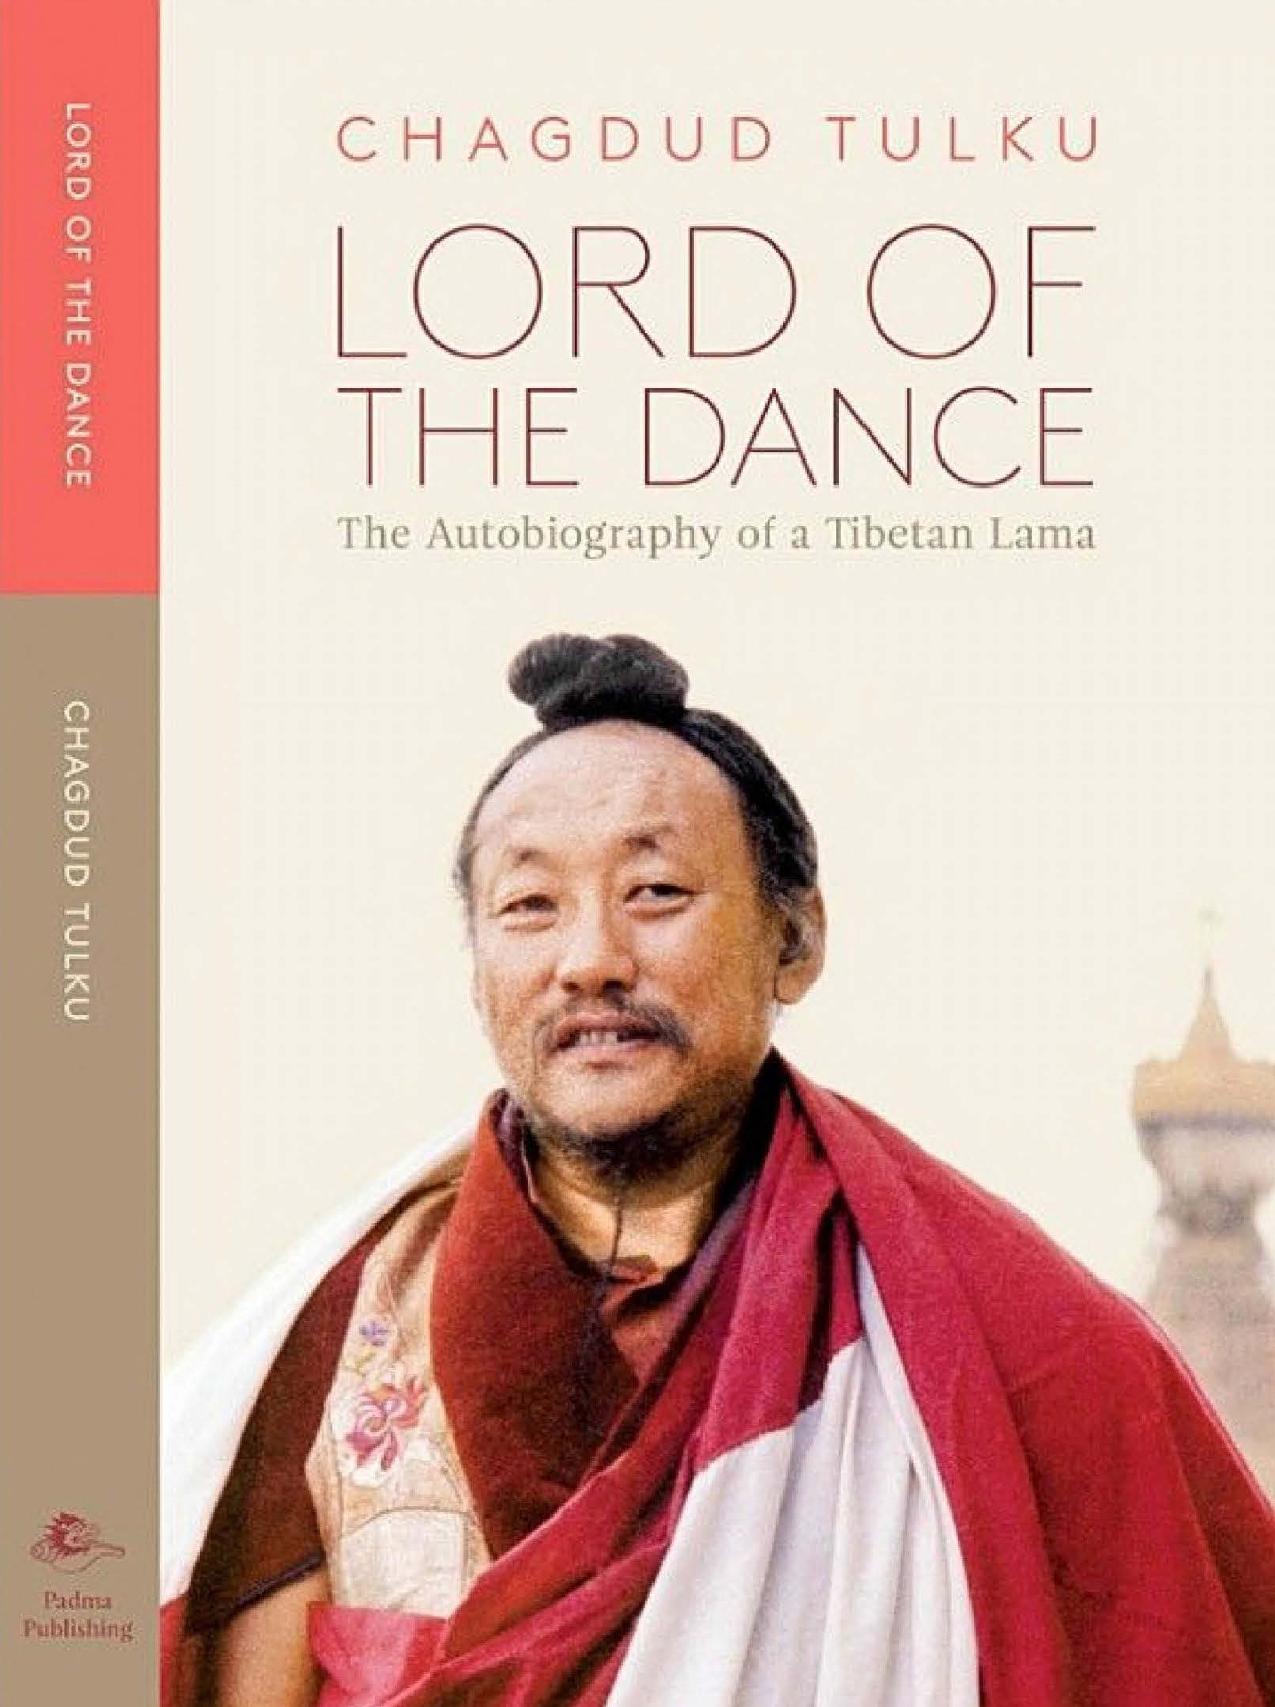 LORD OF THE DANCE
CHAGDUD TULKU
Padma
Publishing
CHAGDUD TULKU
LORD OF
THE DANCE
The Autobiography of a Tibetan Lama